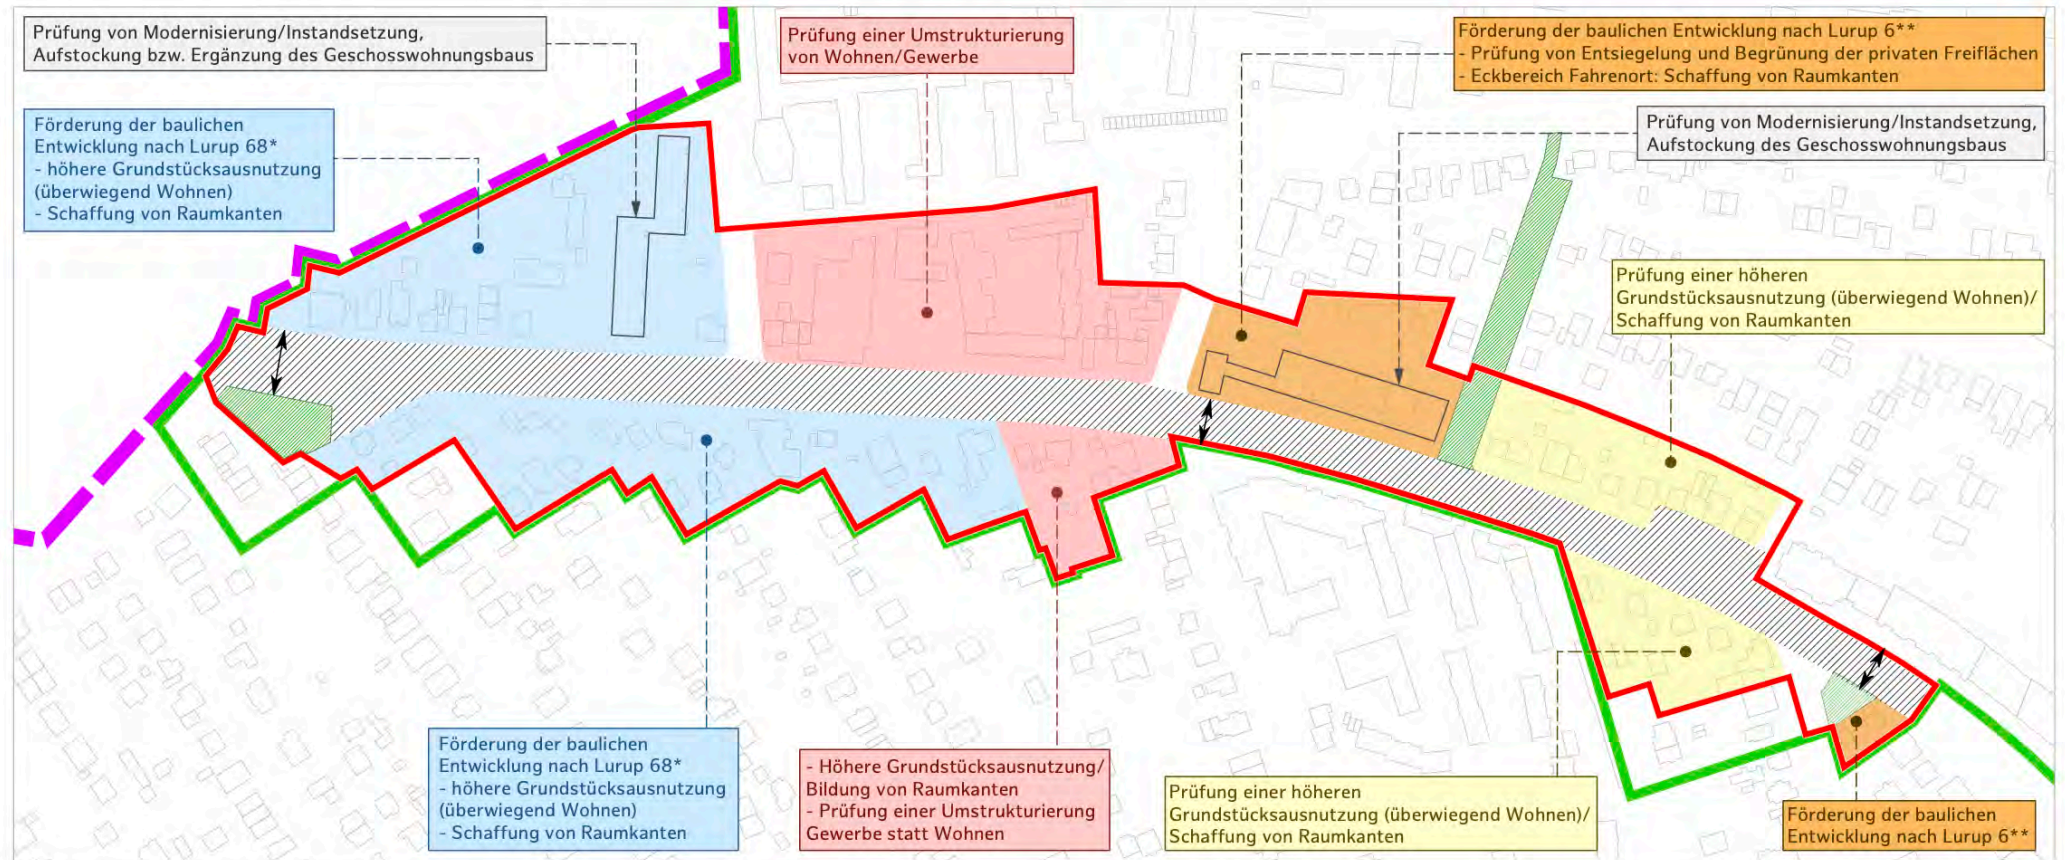 Prüfung von Modernisierung/Instandsetzung,
Aufstockung bzw. Ergänzung des Geschosswohnungsbaus
Prüfung einer Umstrukturierung
von Wohnen/Gewerbe
Förderung der baulichen Entwicklung nach Lurup 6**
- Prüfung von Entsiegelung und Begrünung der privaten Freiflächen
- Eckbereich Fahrenort: Schaffung von Raumkanten
Förderung der baulichen
Entwicklung nach Lurup 68*
- höhere Grundstücksausnutzung
(überwiegend Wohnen)
- Schaffung von Raumkanten
Prüfung von Modernisierung/Instandsetzung,
Aufstockung des Geschosswohnungsbaus
Prüfung einer höheren
Grundstücksausnutzung (überwiegend Wohnen)/
Schaffung von Raumkanten
Förderung der baulichen
Entwicklung nach Lurup 68*
- höhere Grundstücksausnutzung
(überwiegend Wohnen)
- Schaffung von Raumkanten
- Höhere Grundstücksausnutzung/
Bildung von Raumkanten
- Prüfung einer Umstrukturierung
Gewerbe statt Wohnen
Prüfung einer höheren
Grundstücksausnutzung (überwiegend Wohnen)/
Schaffung von Raumkanten
Förderung der baulichen
Entwicklung nach Lurup 6**